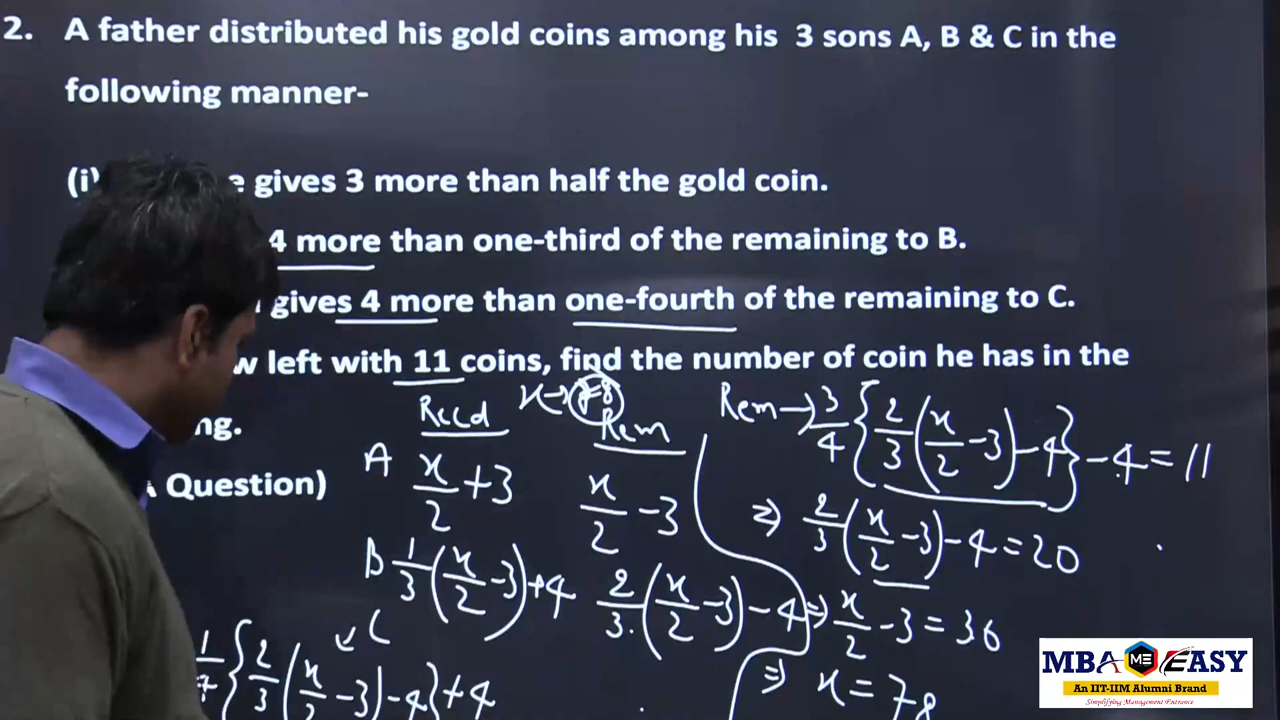 2. A father distributed his gold coins among his 3 sons A, B & C in the
following manner-
(i) gives 3 more than half the gold coin.
4 more than one-third of the remaining to B.
gives 4 more than one-fourth of the remaining to C.
left with 11 coins, find the number of coin he has in the
Question)
Rccd x→78 Rem
A x/2+3 x/2-3
B 1/3(x/2-3)+4 2/3(x/2-3)-4
C
{2/3(x/2-3)-4}+4
Rem→3/4{2/3(x/2-3)-4}-4=11
⇒ 2/3(x/2-3)-4=20
⇒ x/2-3=36
⇒ x=78
MBA ME EASY
An IIT-IIM Alumni Brand
Simplifying Management Entrance